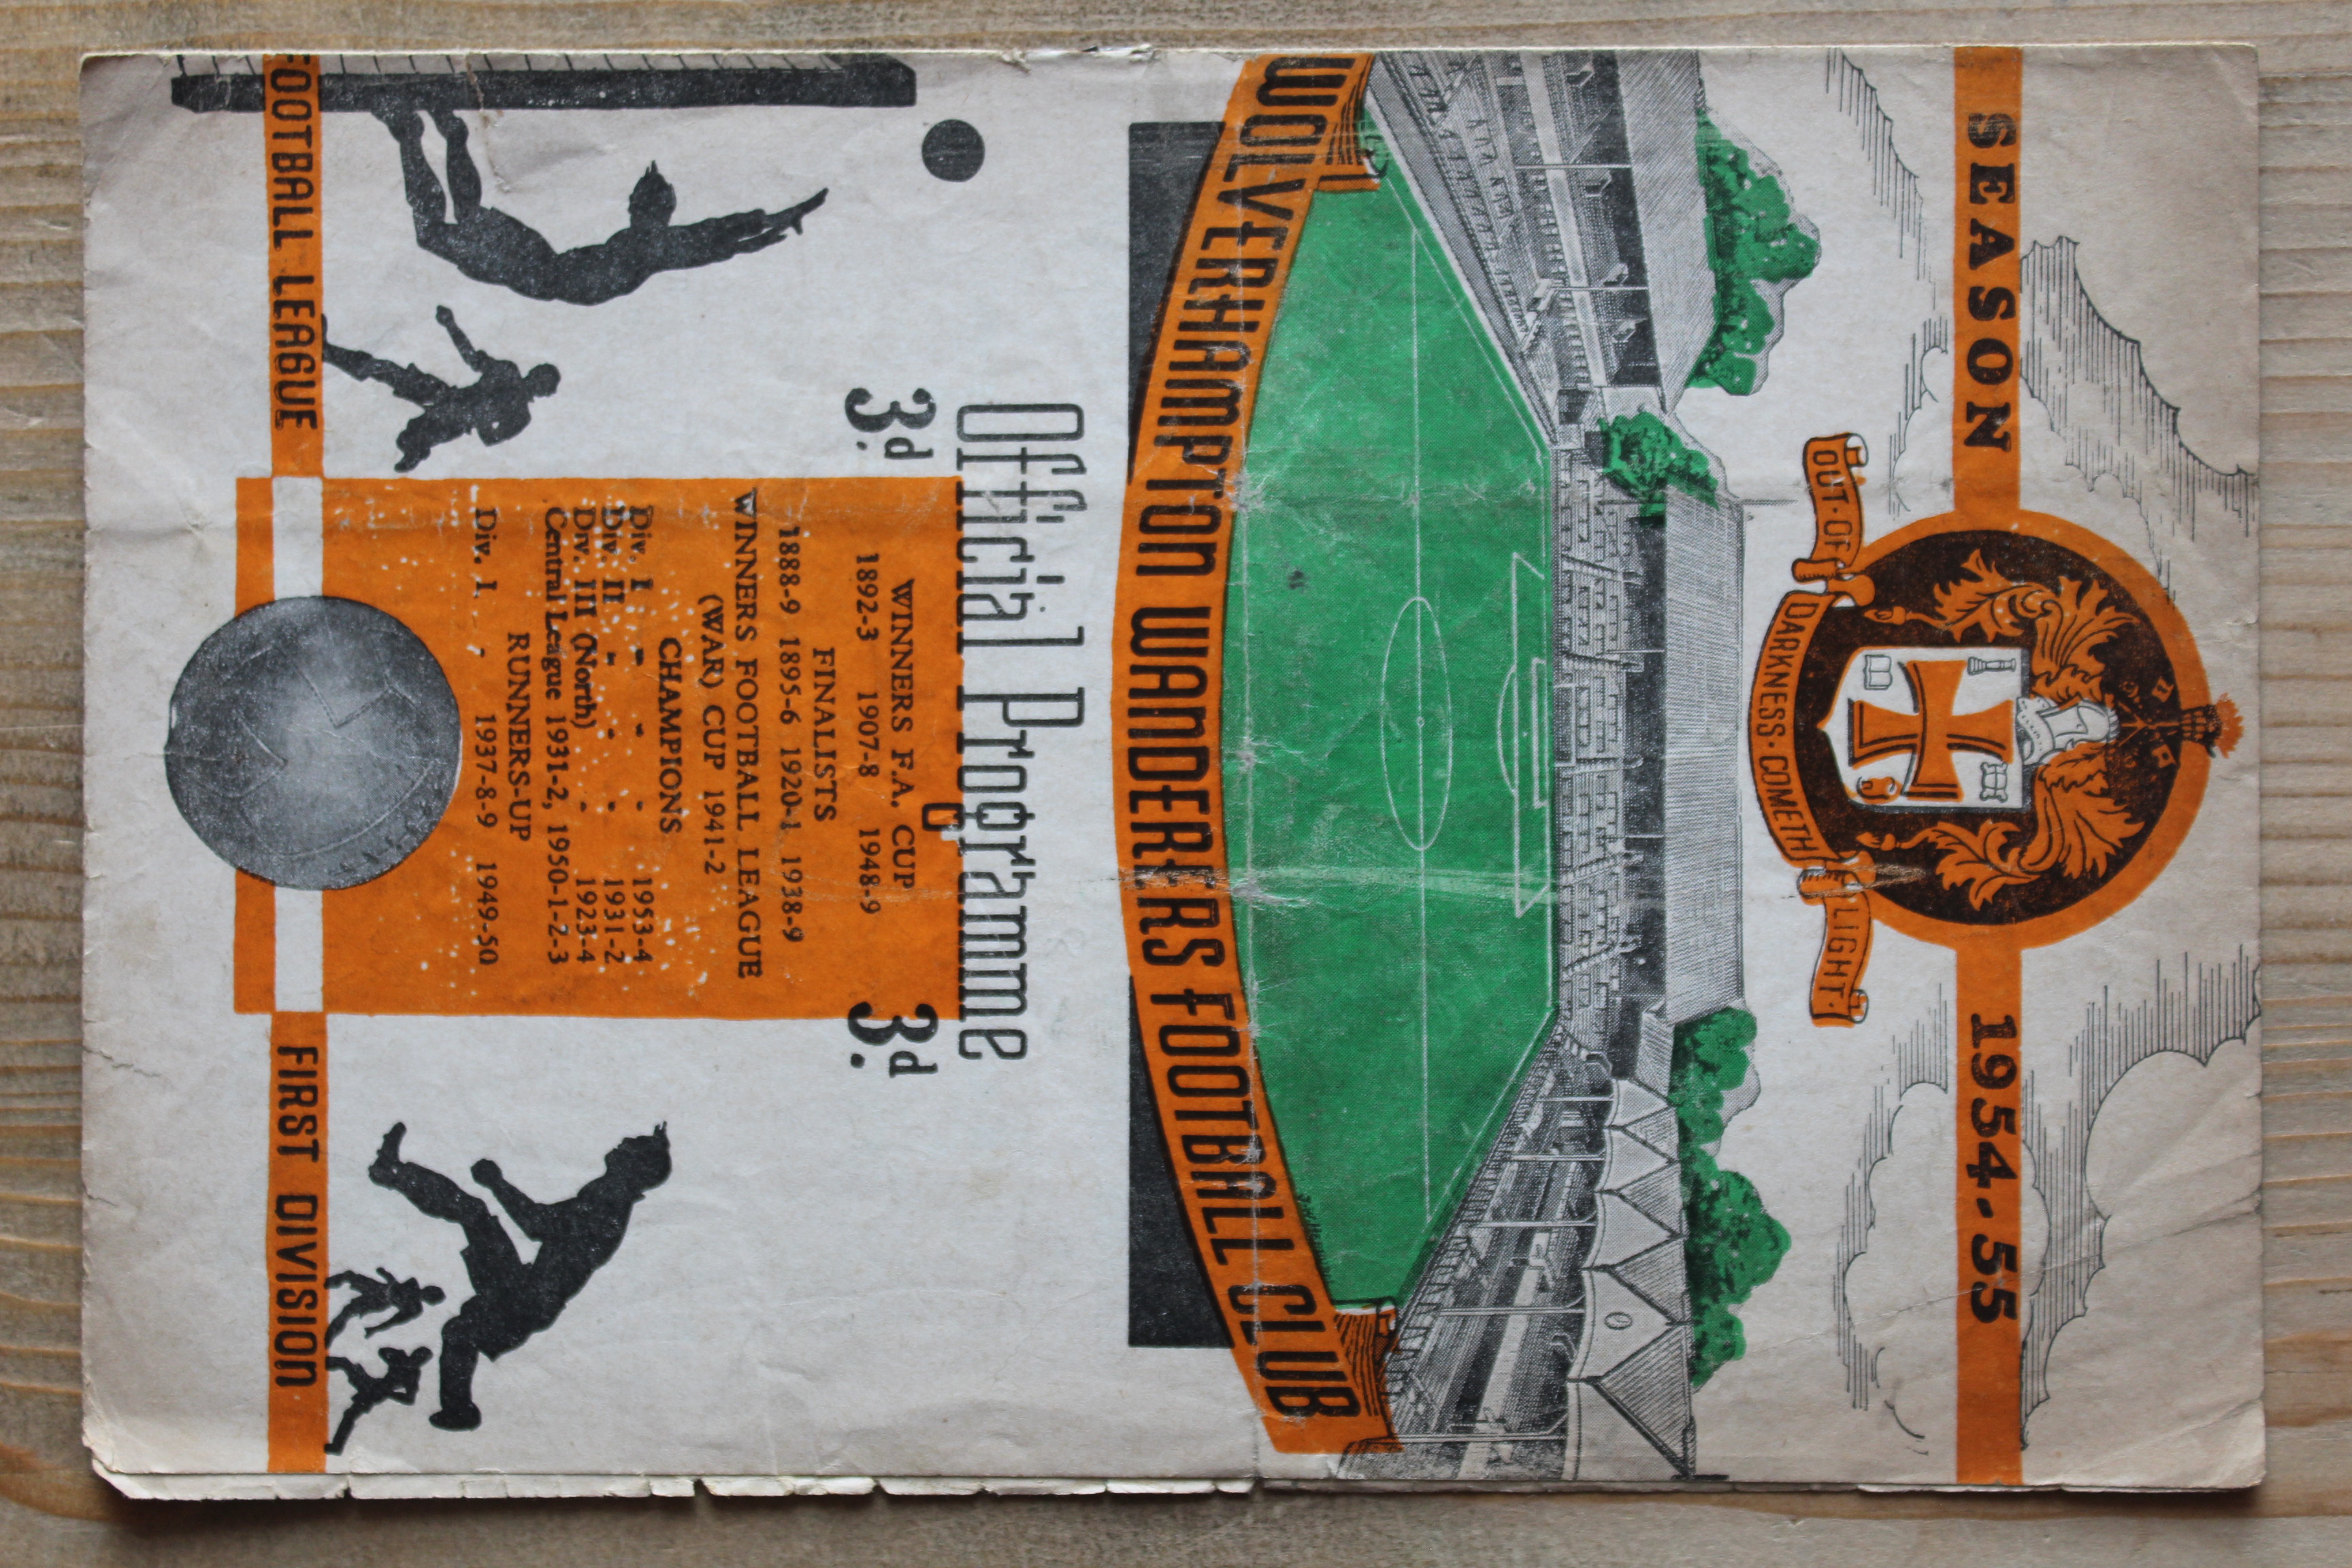 SEASON 1954-55
OUT·OF·DARKNESS·COMETH LIGHT·
WOLVERHAMPTON WANDERERS FOOTBALL CLUB
Official Programme
3d. 3d.
WINNERS F.A. CUP
1892-3 1907-8 1948-9
FINALISTS
1888-9 1895-6 1920-1 1938-9
WINNERS FOOTBALL LEAGUE
(WAR) CUP 1941-2
CHAMPIONS
Div. I - - - 1953-4
Div. II - - - 1931-2
Div. III (North) - - 1923-4
Central League 1931-2, 1950-1-2-3
RUNNERS-UP
Div. I - 1937-8-9 1949-50
FOOTBALL LEAGUE FIRST DIVISION